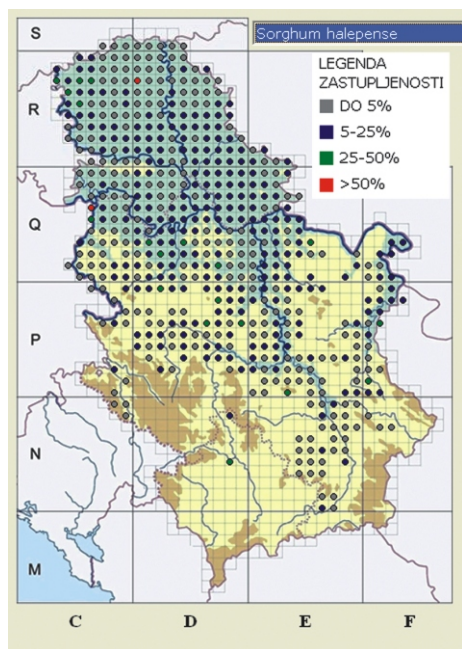 Sorghum halepense
LEGENDA
ZASTUPLJENOSTI
DO 5%
5-25%
25-50%
>50%
S
R
Q
P
N
M
C D E F